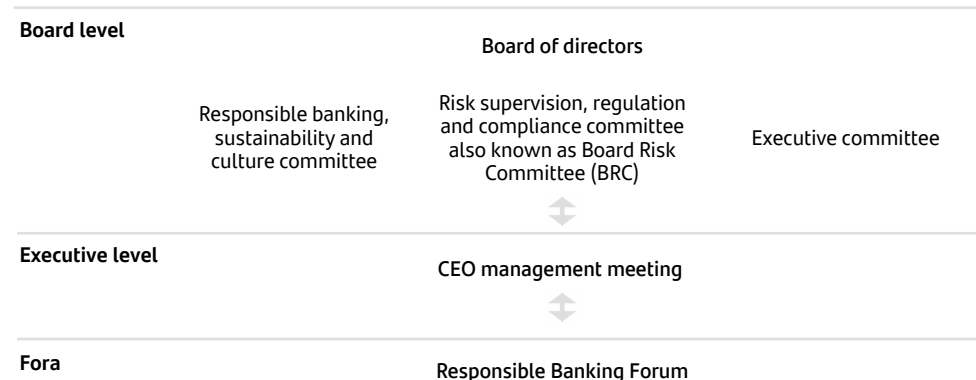 Board level
Board of directors
Responsible banking,
sustainability and
culture committee
Risk supervision, regulation
and compliance committee
also known as Board Risk
Committee (BRC)
Executive committee
Executive level
CEO management meeting
Fora
Responsible Banking Forum